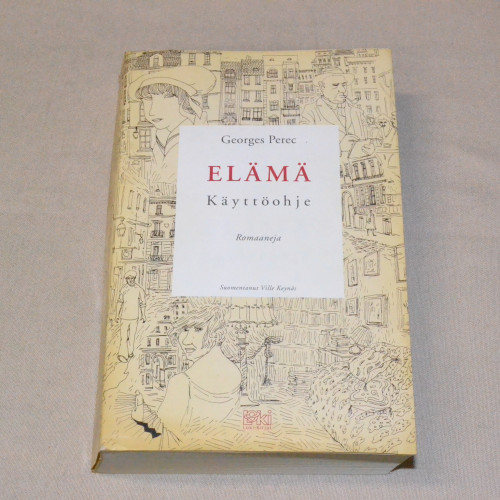 Georges Perec
ELÄMÄ
Käyttöohje
Romaaneja
Suomentanut Ville Keynäs